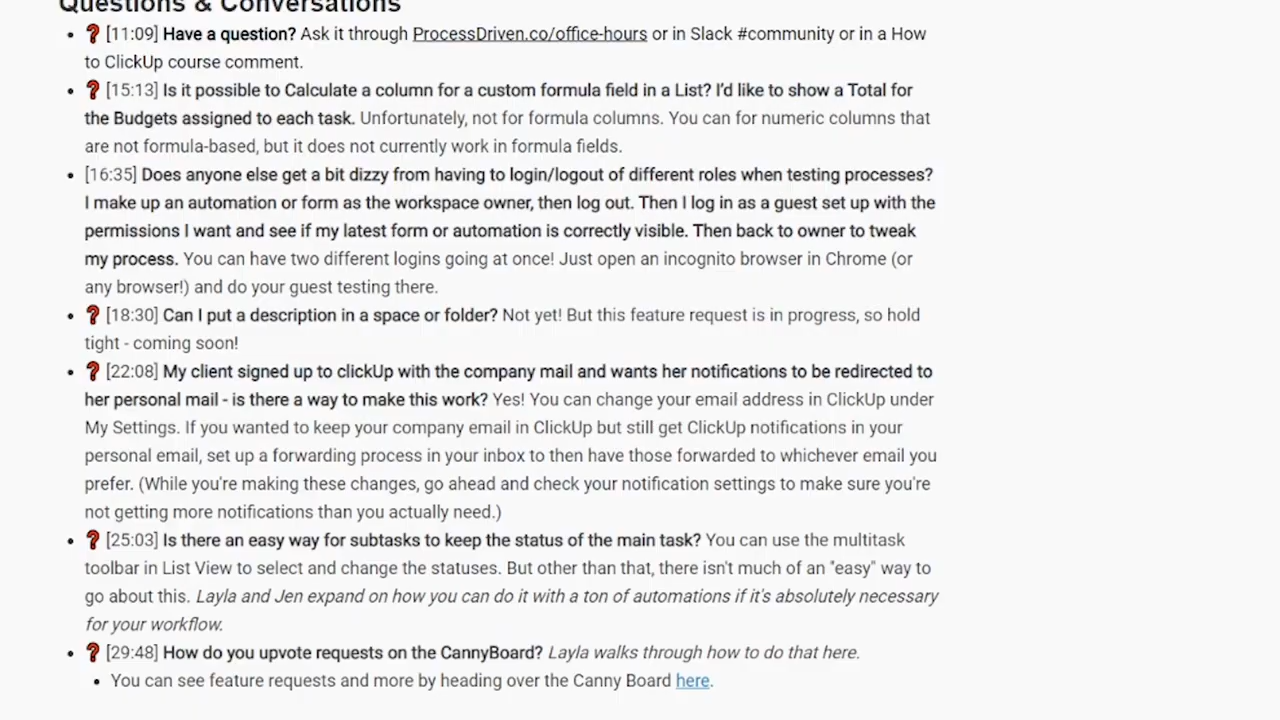 Questions & Conversations
❓ [11:09] Have a question? Ask it through ProcessDriven.co/office-hours or in Slack #community or in a How
to ClickUp course comment.
❓ [15:13] Is it possible to Calculate a column for a custom formula field in a List? I'd like to show a Total for
the Budgets assigned to each task. Unfortunately, not for formula columns. You can for numeric columns that
are not formula-based, but it does not currently work in formula fields.
[16:35] Does anyone else get a bit dizzy from having to login/logout of different roles when testing processes?
I make up an automation or form as the workspace owner, then log out. Then I log in as a guest set up with the
permissions I want and see if my latest form or automation is correctly visible. Then back to owner to tweak
my process. You can have two different logins going at once! Just open an incognito browser in Chrome (or
any browser!) and do your guest testing there.
❓ [18:30] Can I put a description in a space or folder? Not yet! But this feature request is in progress, so hold
tight - coming soon!
❓ [22:08] My client signed up to clickUp with the company mail and wants her notifications to be redirected to
her personal mail - is there a way to make this work? Yes! You can change your email address in ClickUp under
My Settings. If you wanted to keep your company email in ClickUp but still get ClickUp notifications in your
personal email, set up a forwarding process in your inbox to then have those forwarded to whichever email you
prefer. (While you're making these changes, go ahead and check your notification settings to make sure you're
not getting more notifications than you actually need.)
❓ [25:03] Is there an easy way for subtasks to keep the status of the main task? You can use the multitask
toolbar in List View to select and change the statuses. But other than that, there isn't much of an "easy" way to
go about this. Layla and Jen expand on how you can do it with a ton of automations if it's absolutely necessary
for your workflow.
❓ [29:48] How do you upvote requests on the CannyBoard? Layla walks through how to do that here.
You can see feature requests and more by heading over the Canny Board here.